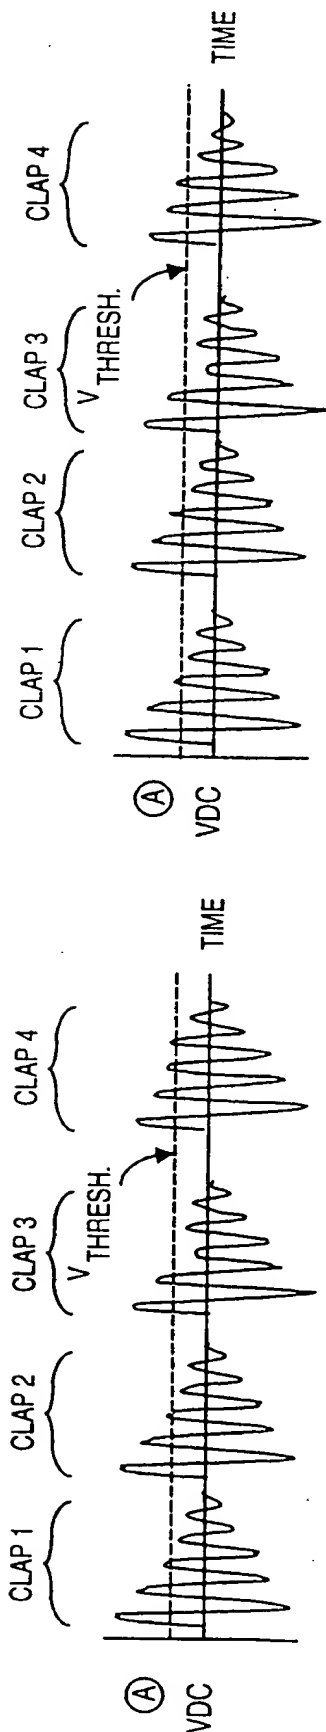 CLAP 1
CLAP 2
CLAP 3
CLAP 4
V THRESH.
Ⓐ
VDC
TIME
CLAP 1
CLAP 2
CLAP 3
CLAP 4
V THRESH.
Ⓐ
VDC
TIME